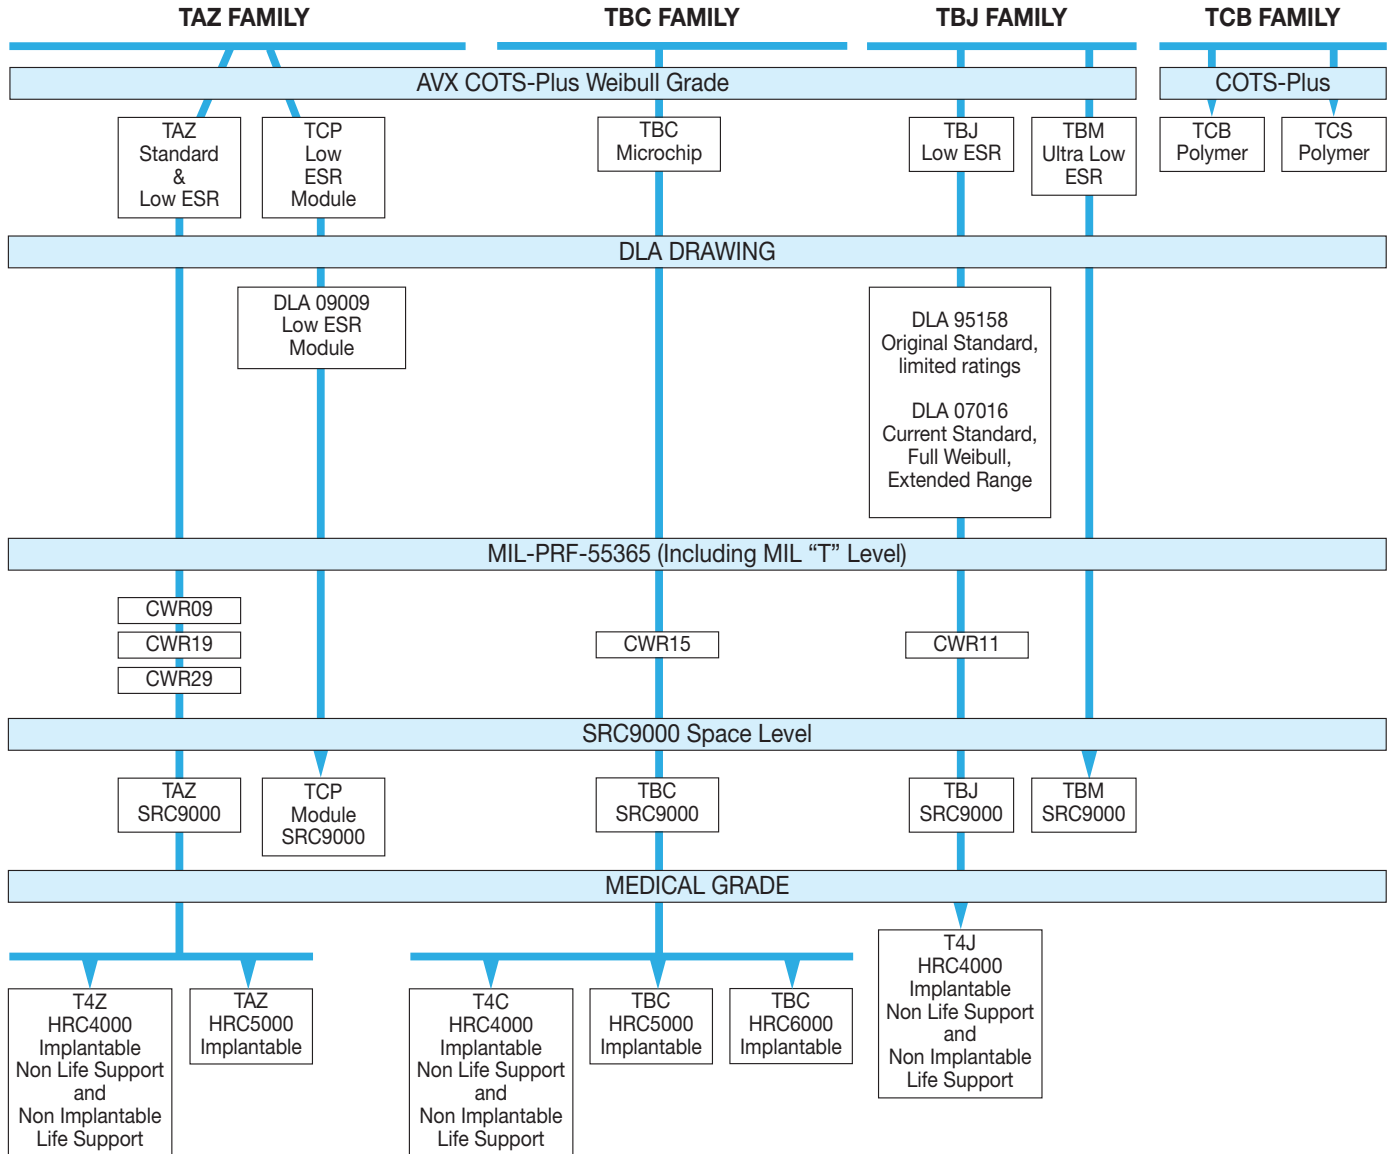 TAZ FAMILY
TBC FAMILY
TBJ FAMILY
TCB FAMILY
AVX COTS-Plus Weibull Grade
COTS-Plus
TAZ
Standard
&
Low ESR
TCP
Low
ESR
Module
TBC
Microchip
TBJ
Low ESR
TBM
Ultra Low
ESR
TCB
Polymer
TCS
Polymer
DLA DRAWING
DLA 09009
Low ESR
Module
DLA 95158
Original Standard,
limited ratings
DLA 07016
Current Standard,
Full Weibull,
Extended Range
MIL-PRF-55365 (Including MIL “T” Level)
CWR09
CWR19
CWR29
CWR15
CWR11
SRC9000 Space Level
TAZ
SRC9000
TCP
Module
SRC9000
TBC
SRC9000
TBJ
SRC9000
TBM
SRC9000
MEDICAL GRADE
T4Z
HRC4000
Implantable
Non Life Support
and
Non Implantable
Life Support
TAZ
HRC5000
Implantable
T4C
HRC4000
Implantable
Non Life Support
and
Non Implantable
Life Support
TBC
HRC5000
Implantable
TBC
HRC6000
Implantable
T4J
HRC4000
Implantable
Non Life Support
and
Non Implantable
Life Support